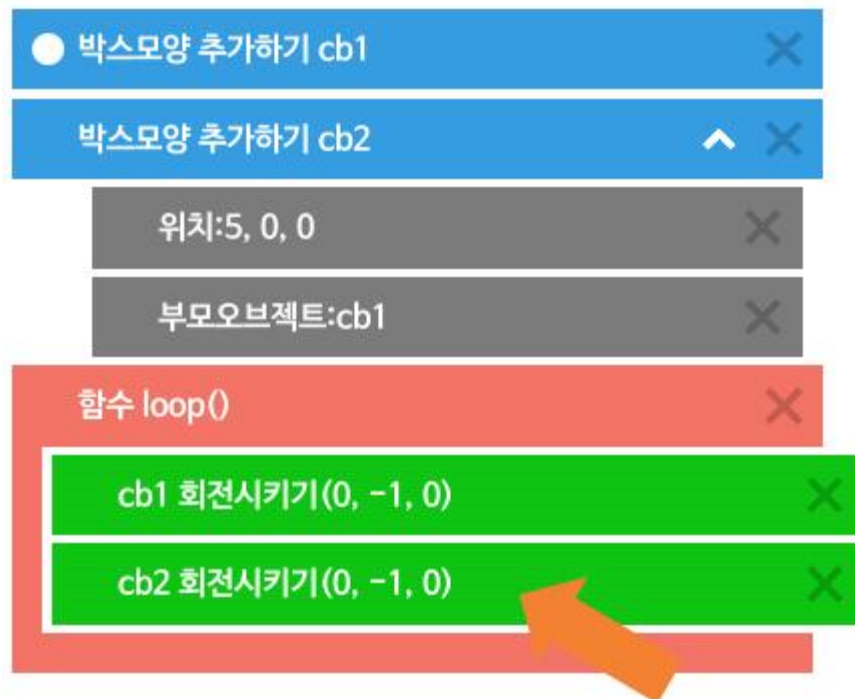 박스모양 추가하기 cb1
박스모양 추가하기 cb2
위치:5, 0, 0
부모오브젝트:cb1
함수 loop()
cb1 회전시키기(0, -1, 0)
cb2 회전시키기(0, -1, 0)